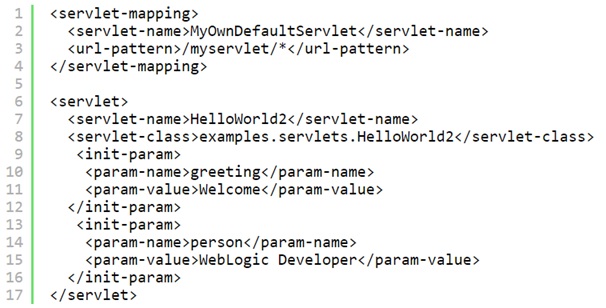 1 <servlet-mapping>
2 <servlet-name>MyOwnDefaultServlet</servlet-name>
3 <url-pattern>/myservlet/*</url-pattern>
4 </servlet-mapping>
5
6 <servlet>
7 <servlet-name>HelloWorld2</servlet-name>
8 <servlet-class>examples.servlets.HelloWorld2</servlet-class>
9 <init-param>
10 <param-name>greeting</param-name>
11 <param-value>Welcome</param-value>
12 </init-param>
13 <init-param>
14 <param-name>person</param-name>
15 <param-value>WebLogic Developer</param-value>
16 </init-param>
17 </servlet>